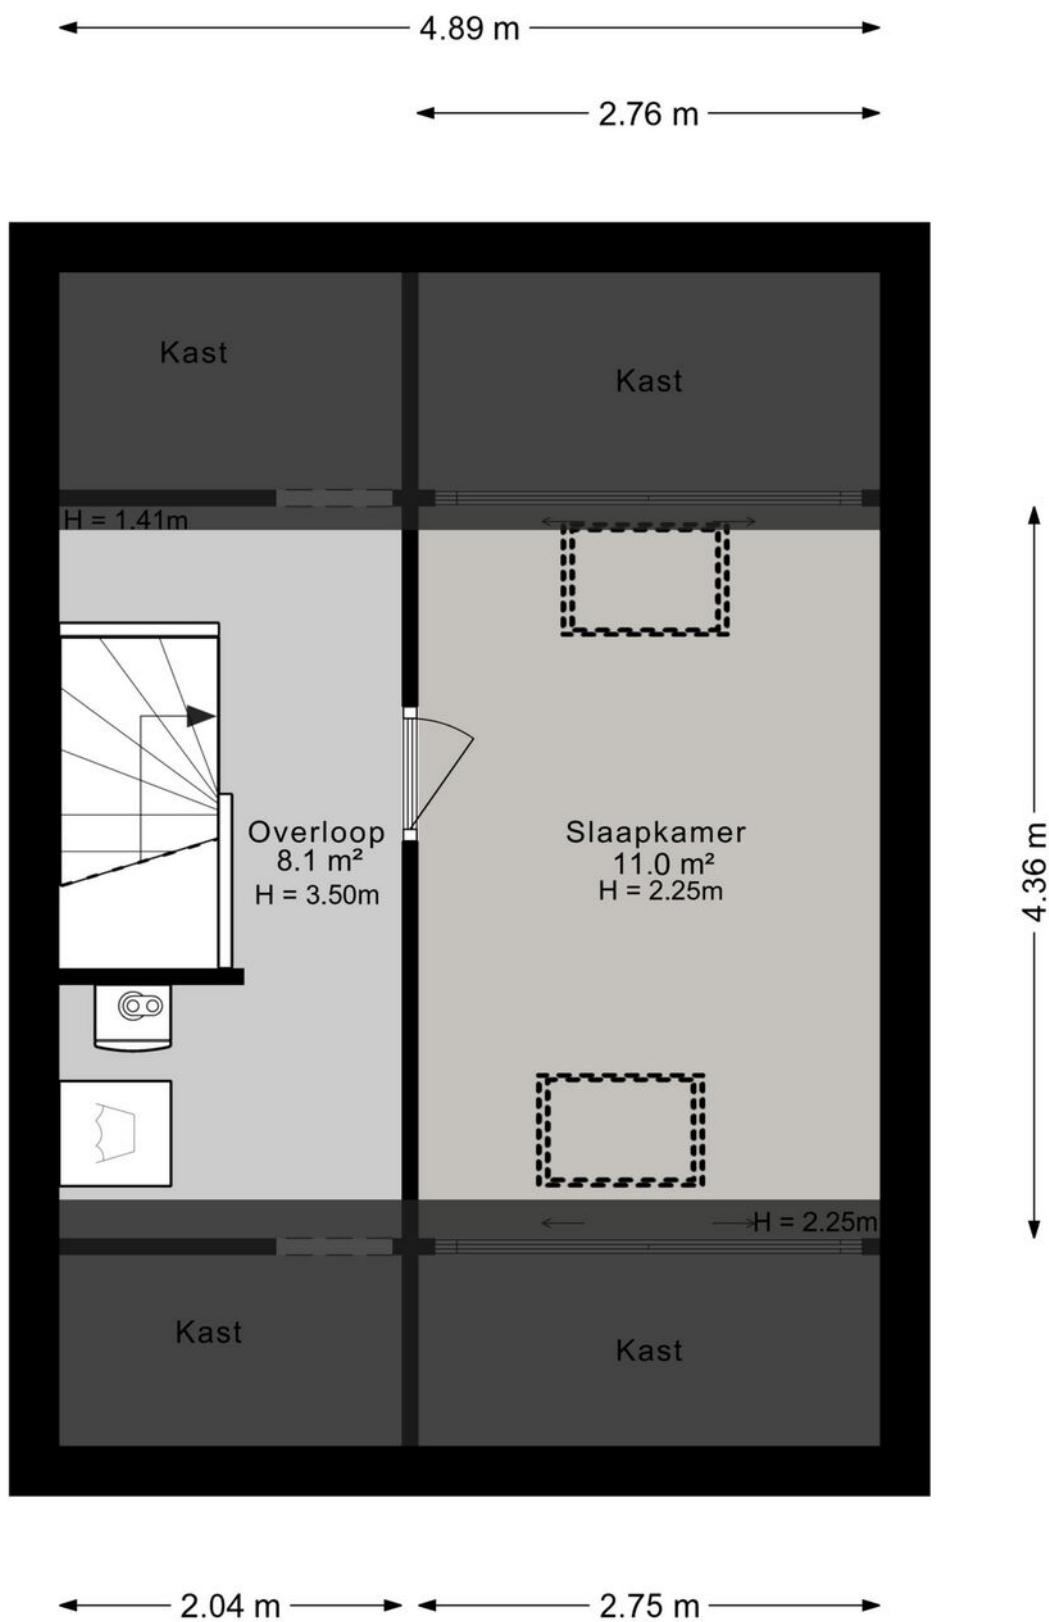 4.89 m
2.76 m
Kast
Kast
H = 1.41m
Overloop
8.1 m²
H = 3.50m
Slaapkamer
11.0 m²
H = 2.25m
4.36 m
H = 2.25m
Kast
Kast
2.04 m
2.75 m